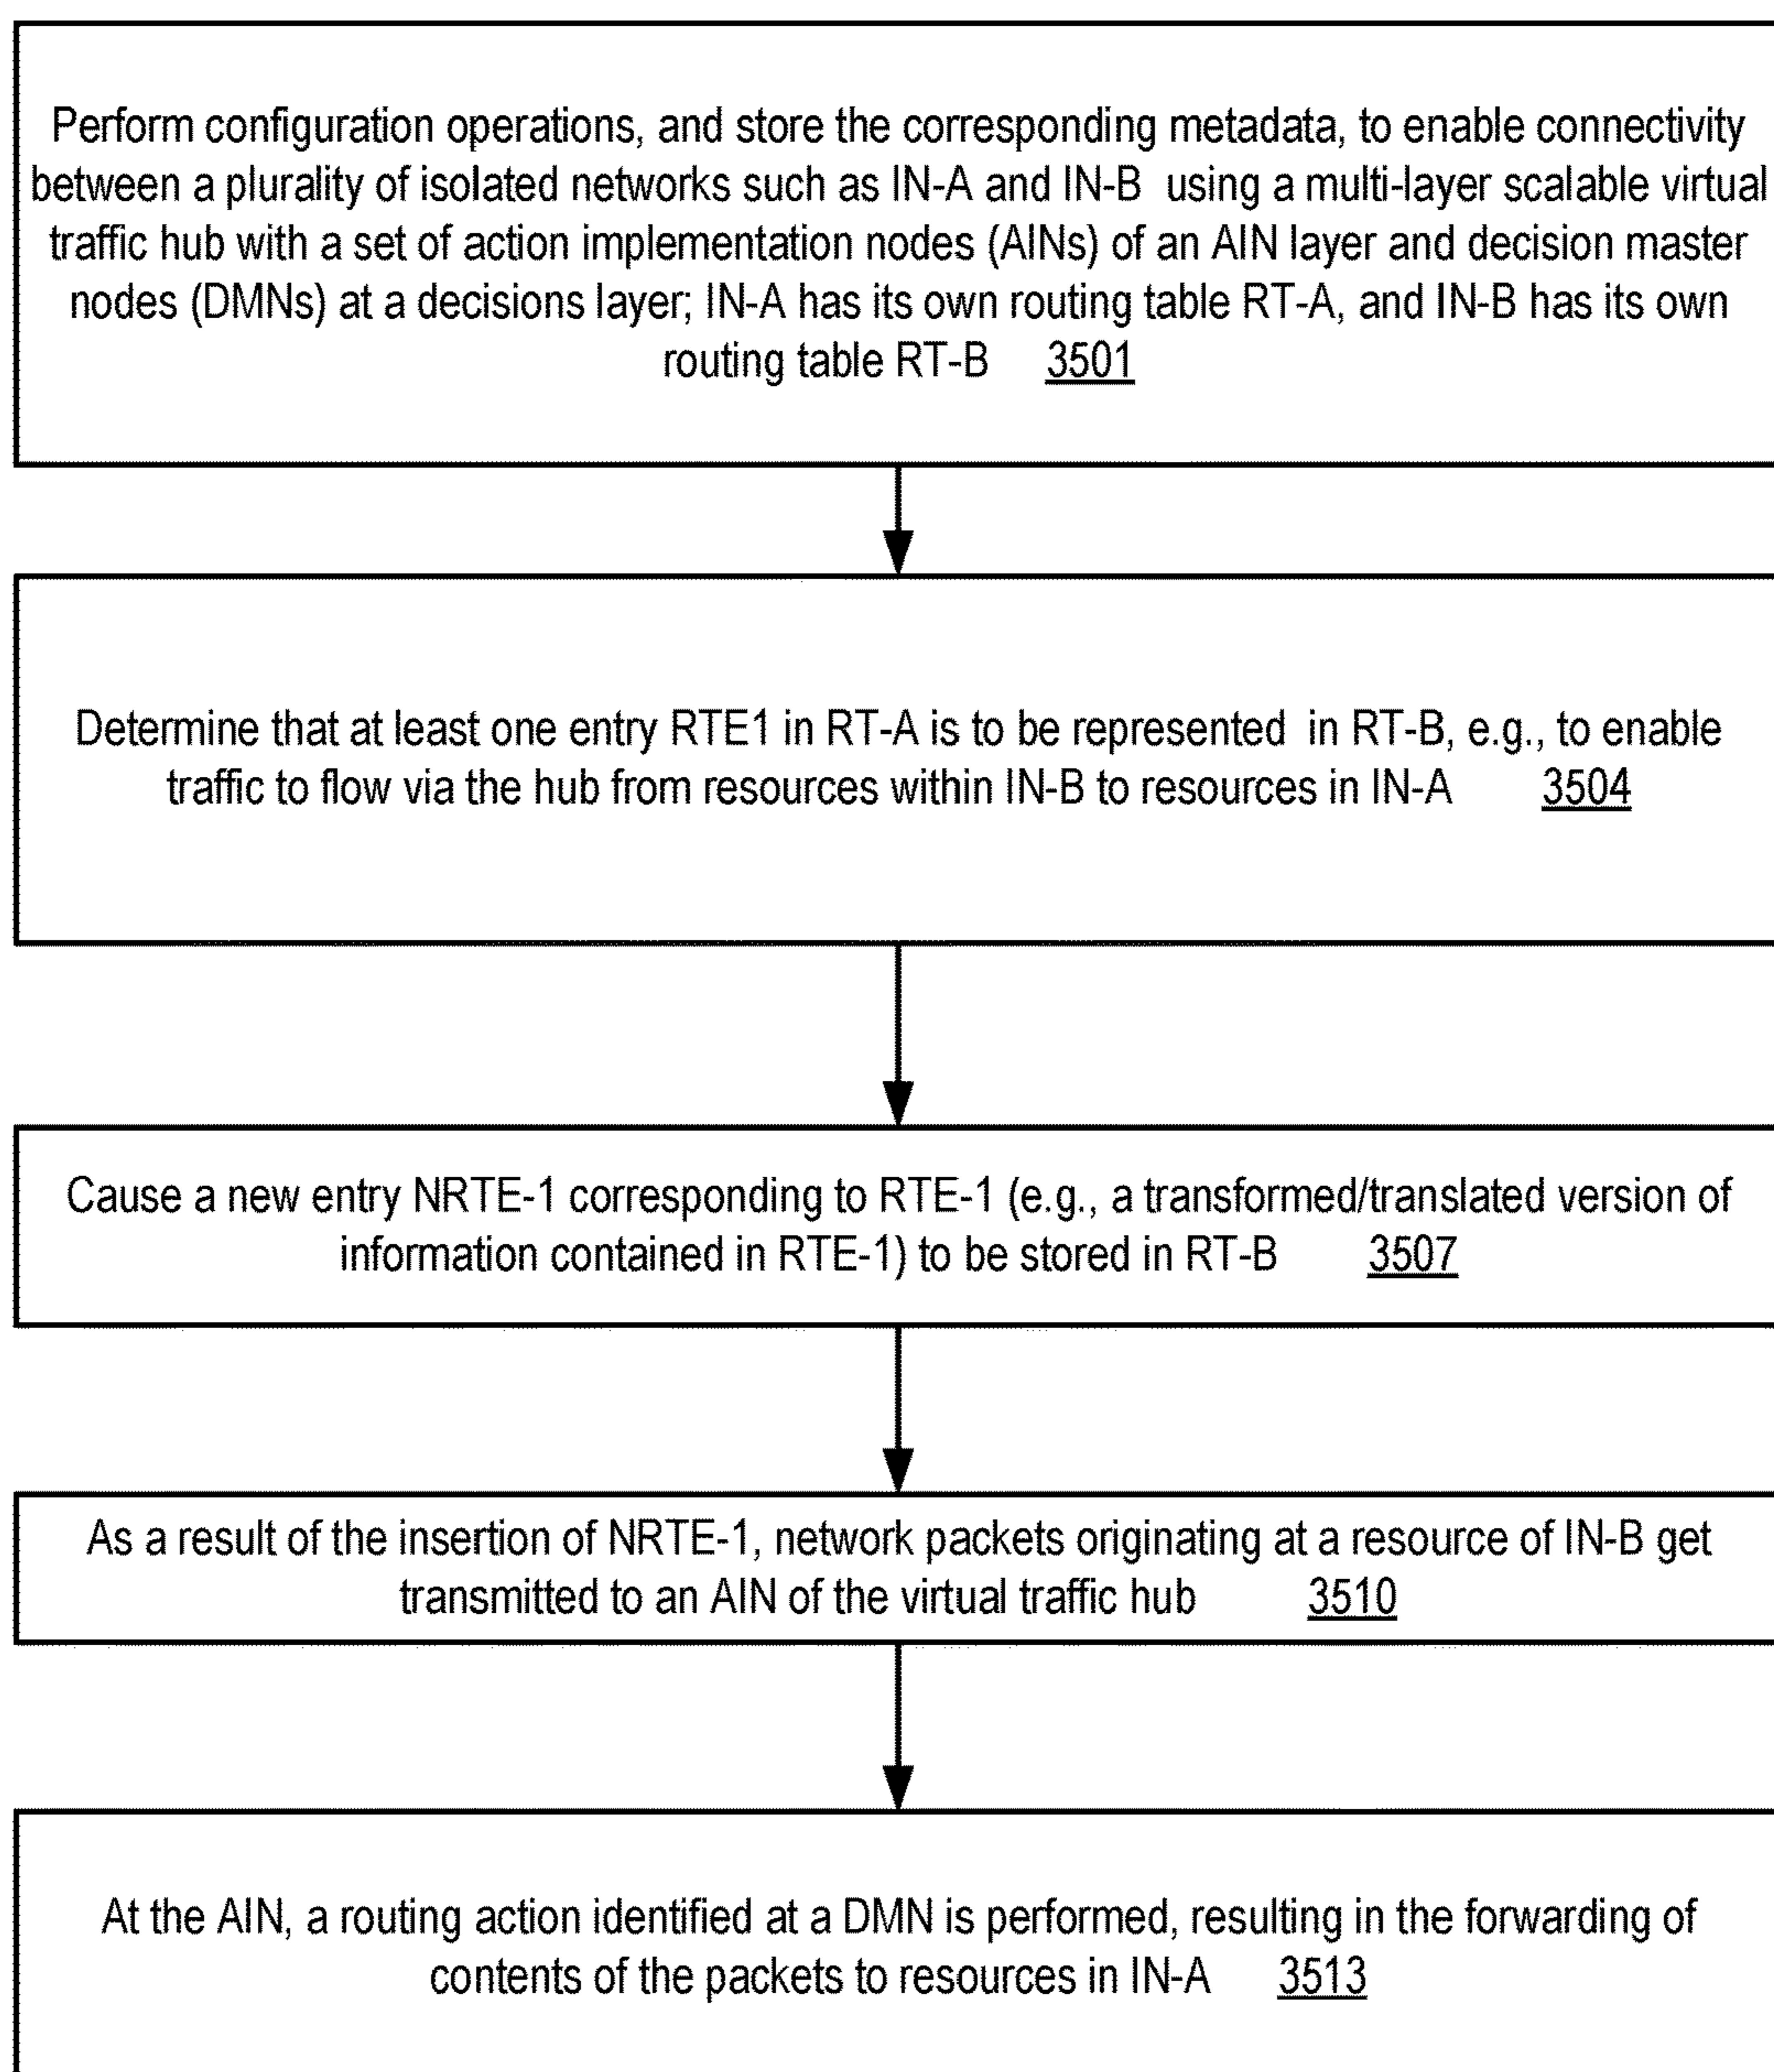 Perform configuration operations, and store the corresponding metadata, to enable connectivity
between a plurality of isolated networks such as IN-A and IN-B using a multi-layer scalable virtual
traffic hub with a set of action implementation nodes (AINs) of an AIN layer and decision master
nodes (DMNs) at a decisions layer; IN-A has its own routing table RT-A, and IN-B has its own
routing table RT-B 3501
Determine that at least one entry RTE1 in RT-A is to be represented in RT-B, e.g., to enable
traffic to flow via the hub from resources within IN-B to resources in IN-A 3504
Cause a new entry NRTE-1 corresponding to RTE-1 (e.g., a transformed/translated version of
information contained in RTE-1) to be stored in RT-B 3507
As a result of the insertion of NRTE-1, network packets originating at a resource of IN-B get
transmitted to an AIN of the virtual traffic hub 3510
At the AIN, a routing action identified at a DMN is performed, resulting in the forwarding of
contents of the packets to resources in IN-A 3513